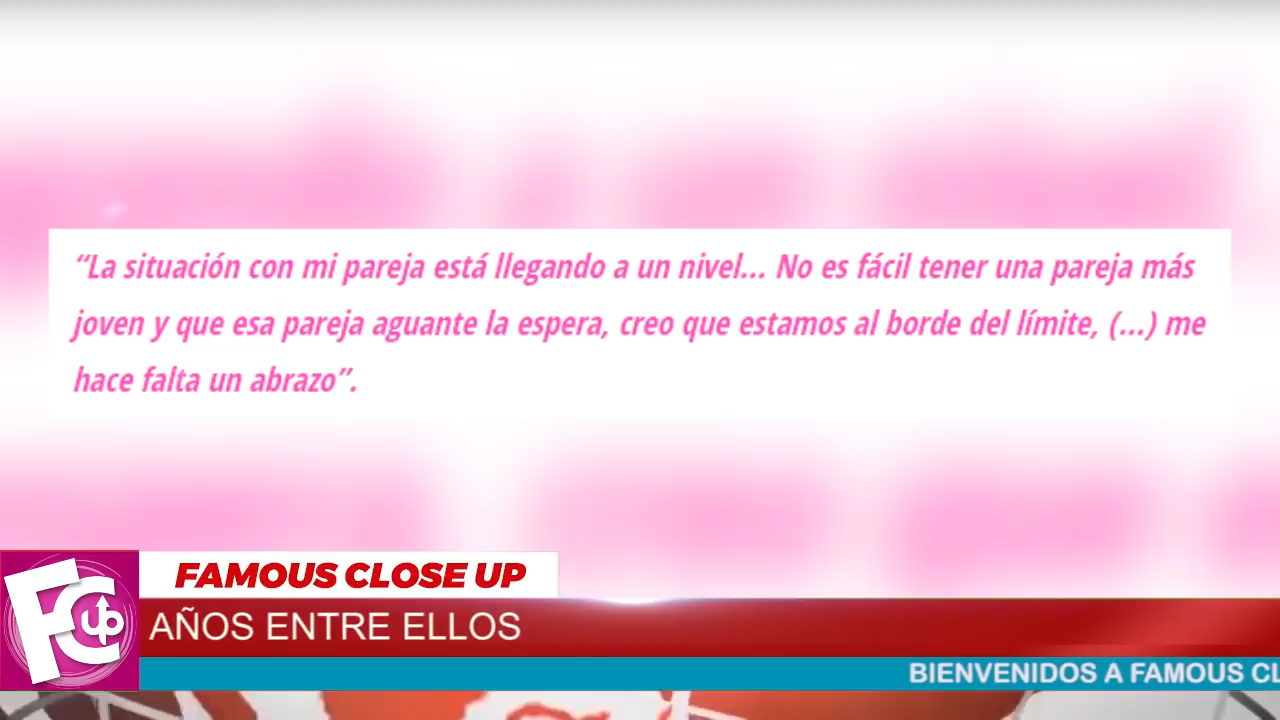 “La situación con mi pareja está llegando a un nivel... No es fácil tener una pareja más
joven y que esa pareja aguante la espera, creo que estamos al borde del límite, (...) me
hace falta un abrazo”.
FAMOUS CLOSE UP
FC up
AÑOS ENTRE ELLOS
BIENVENIDOS A FAMOUS CL